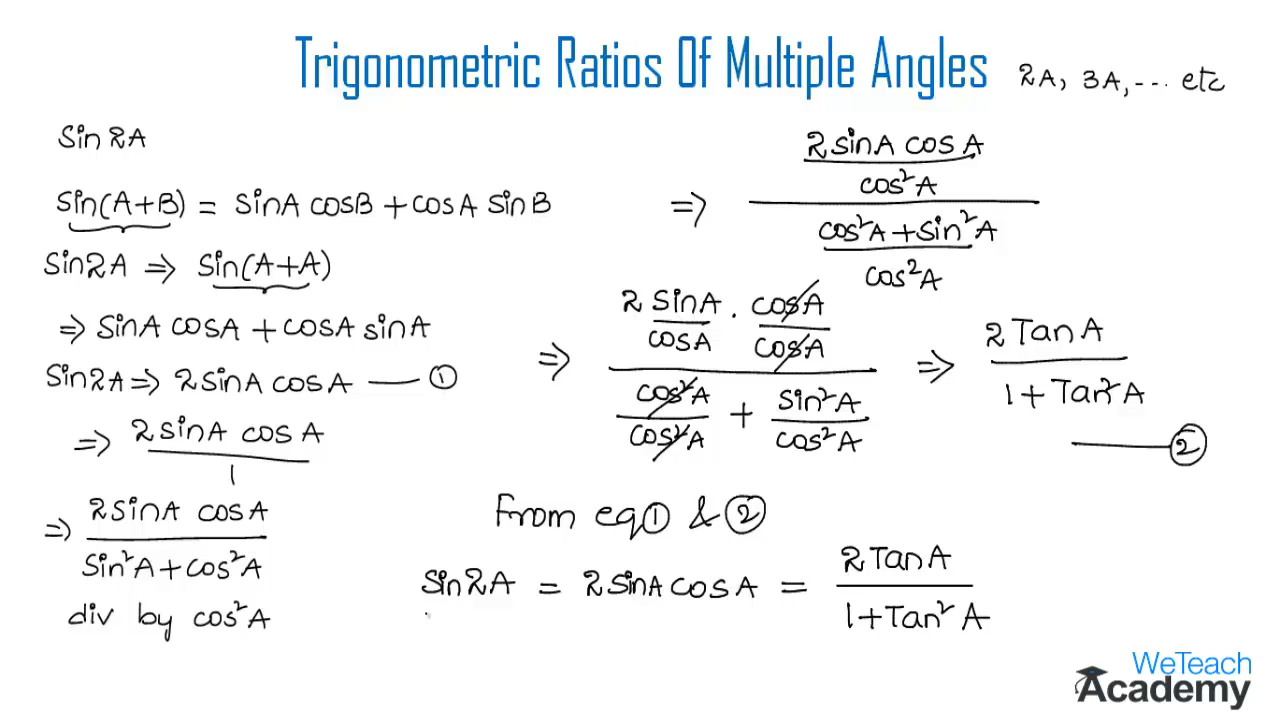 Trigonometric Ratios Of Multiple Angles 2A, 3A, --- etc
Sin 2A
Sin(A+B) = SinA cosB + cosA sinB
Sin2A ⇒ Sin(A+A)
⇒ SinA cosA + cosA sinA
Sin2A ⇒ 2sinA cosA —— ①
⇒ 2sinA cosA
1
⇒ 2sinA cosA
Sin²A + cos²A
div by cos²A
⇒ 2sinA cosA
cos²A
cos²A + sin²A
cos²A
⇒ 2 sinA . cosA
cosA cosA
cos²A + sin²A
cos²A cos²A
⇒ 2TanA
1 + Tan²A
—— ②
From eq① & ②
Sin2A = 2sinA cosA = 2TanA
1+Tan²A
WeTeach
Academy